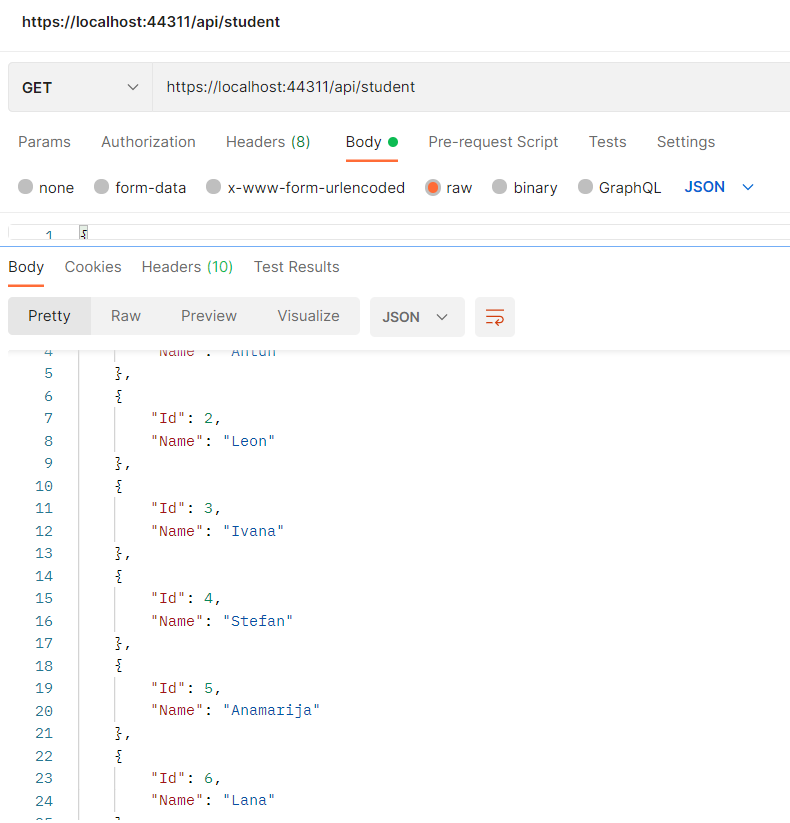 https://localhost:44311/api/student
GET https://localhost:44311/api/student
Params Authorization Headers (8) Body Pre-request Script Tests Settings
none form-data x-www-form-urlencoded raw binary GraphQL JSON
1 {
Body Cookies Headers (10) Test Results
Pretty Raw Preview Visualize JSON
4 "Name": "Antun"
5 },
6 {
7 "Id": 2,
8 "Name": "Leon"
9 },
10 {
11 "Id": 3,
12 "Name": "Ivana"
13 },
14 {
15 "Id": 4,
16 "Name": "Stefan"
17 },
18 {
19 "Id": 5,
20 "Name": "Anamarija"
21 },
22 {
23 "Id": 6,
24 "Name": "Lana"